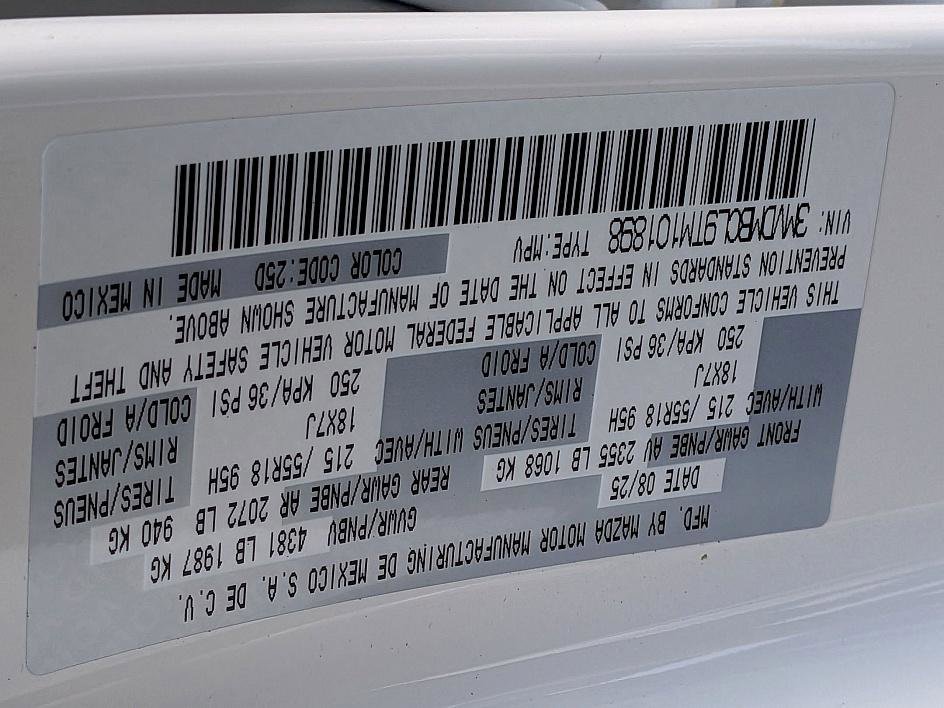 MFD. BY MAZDA MOTOR MANUFACTURING DE MEXICO S.A. DE C.V.
DATE 08/25 GVWR/PNBV 4381 LB 1987 KG
FRONT GAWR/PNBE AV 2355 LB 1068 KG REAR GAWR/PNBE AR 2072 LB 940 KG
WITH/AVEC 215 /55R18 95H TIRES/PNEUS WITH/AVEC 215 /55R18 95H TIRES/PNEUS
18X7J RIMS/JANTES 18X7J RIMS/JANTES
250 KPA/36 PSI COLD/A FROID 250 KPA/36 PSI COLD/A FROID
THIS VEHICLE CONFORMS TO ALL APPLICABLE FEDERAL MOTOR VEHICLE SAFETY AND THEFT
PREVENTION STANDARDS IN EFFECT ON THE DATE OF MANUFACTURE SHOWN ABOVE.
VIN: 3MVDMBCL9TM101898 TYPE:MPV COLOR CODE:25D MADE IN MEXICO